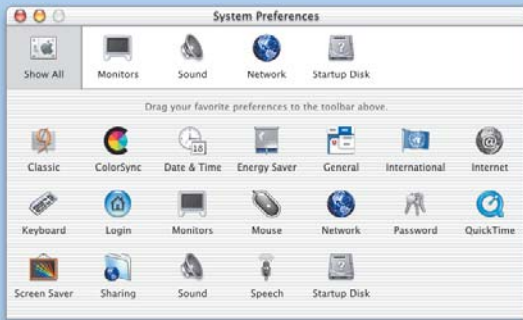 System Preferences
Show All Monitors Sound Network Startup Disk
Drag your favorite preferences to the toolbar above.
18
Classic ColorSync Date & Time Energy Saver General International Internet
Keyboard Login Monitors Mouse Network Password QuickTime
Screen Saver Sharing Sound Speech Startup Disk